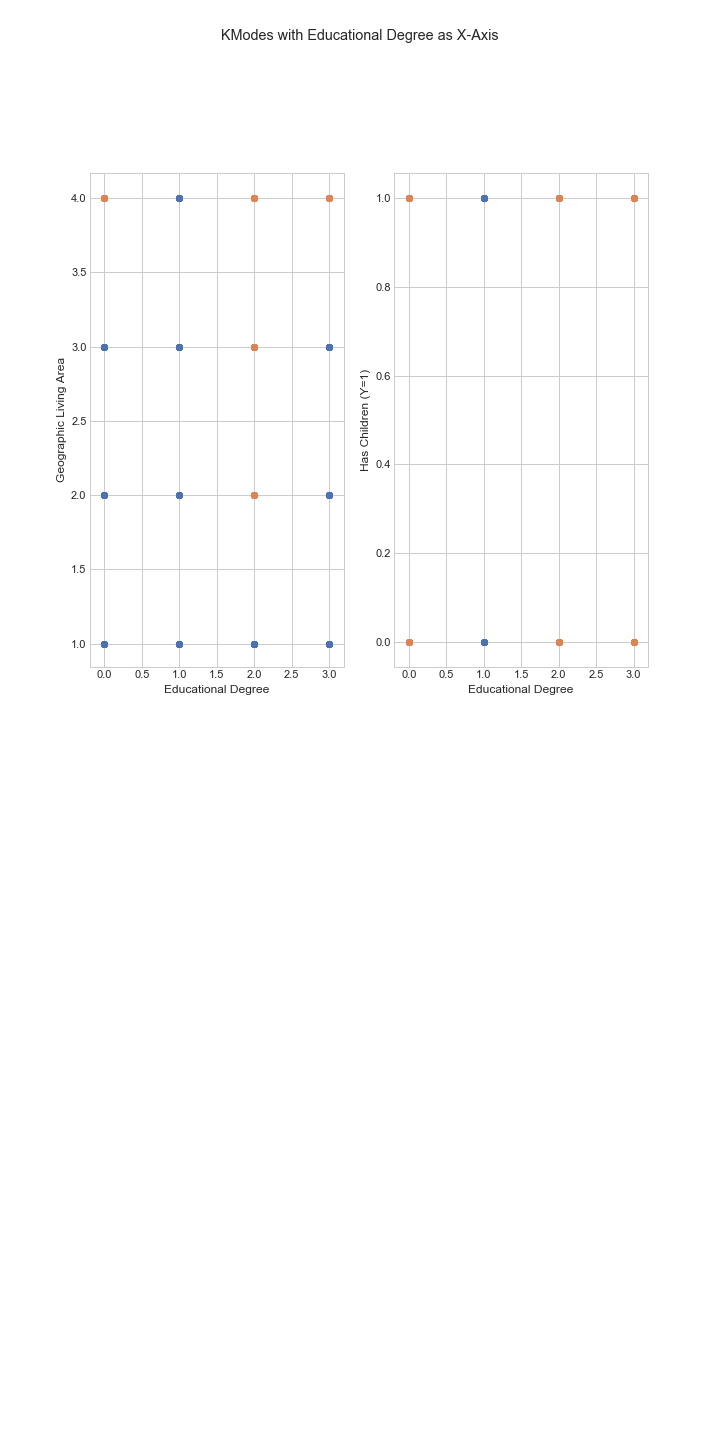 KModes with Educational Degree as X-Axis
4.0
3.5
3.0
2.5
2.0
1.5
1.0
Geographic Living Area
0.0 0.5 1.0 1.5 2.0 2.5 3.0
Educational Degree
1.0
0.8
0.6
0.4
0.2
0.0
Has Children (Y=1)
0.0 0.5 1.0 1.5 2.0 2.5 3.0
Educational Degree